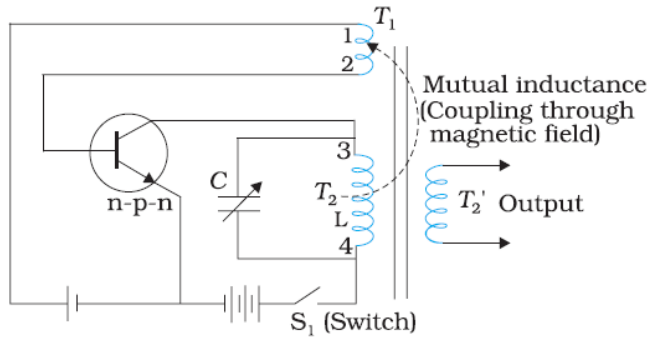 T₁
1
2
Mutual inductance
(Coupling through
magnetic field)
3
C
T₂
n-p-n
L
T₂' Output
4
S₁ (Switch)